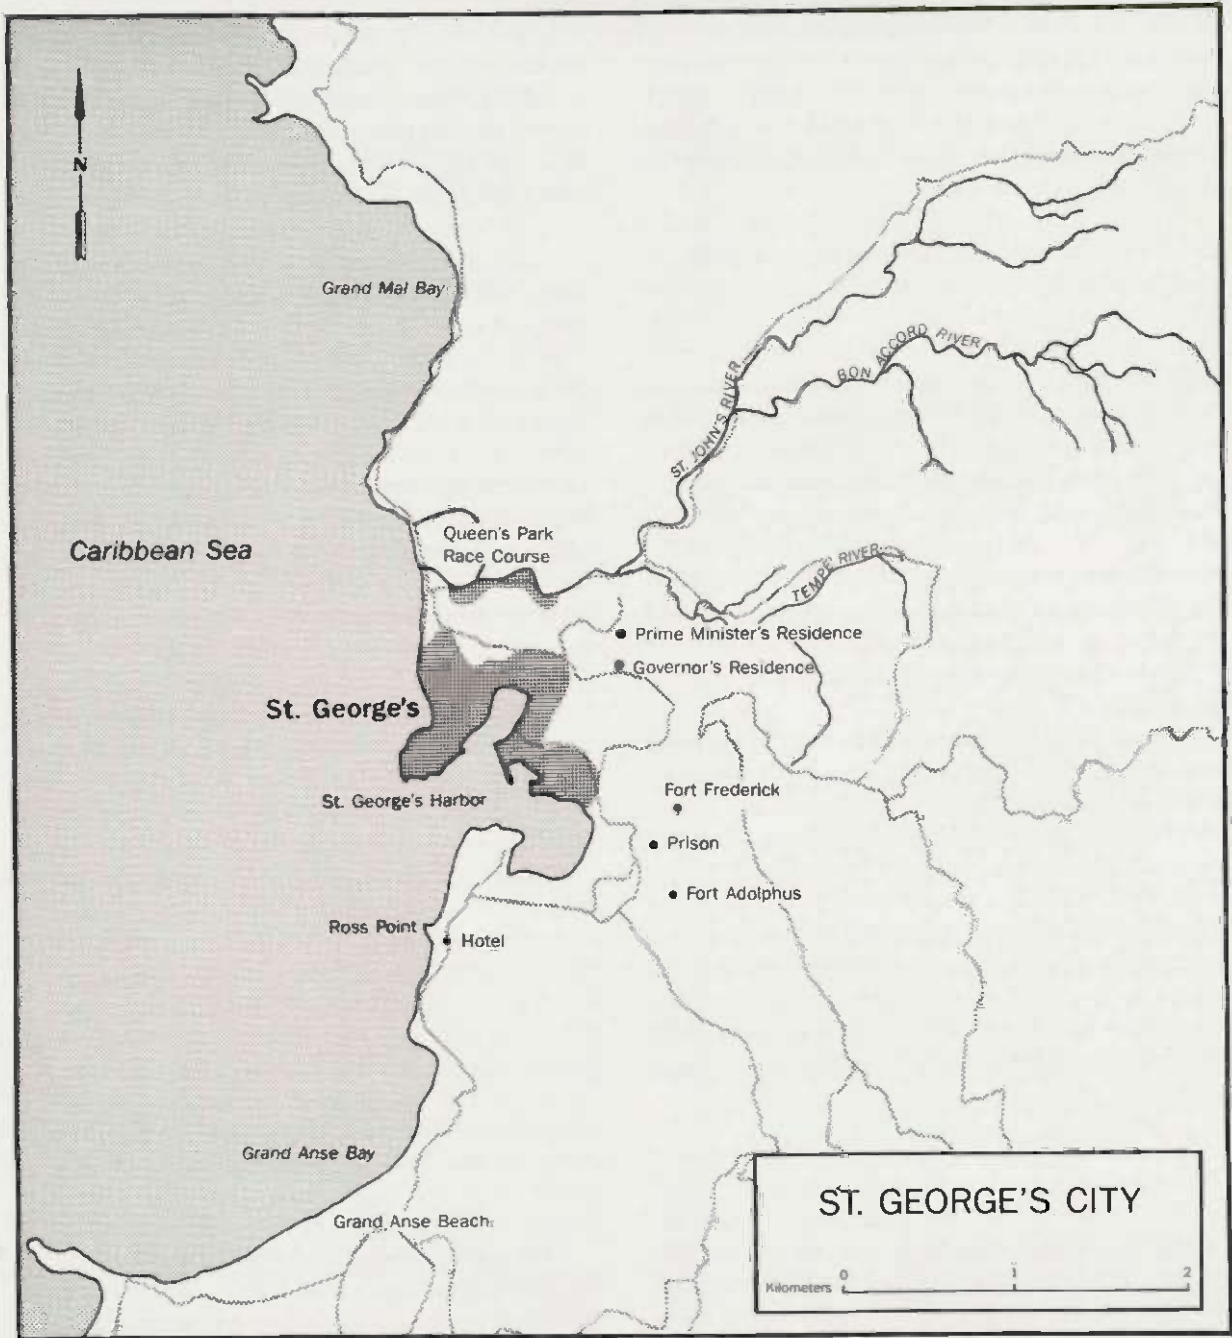 N
Grand Mal Bay
BON ACCORD RIVER
ST. JOHN'S RIVER
Queen's Park
Race Course
Caribbean Sea
TEMPE RIVER
Prime Minister's Residence
Governor's Residence
St. George's
Fort Frederick
St. George's Harbor
Prison
Fort Adolphus
Ross Point
Hotel
Grand Anse Bay
ST. GEORGE'S CITY
Grand Anse Beach
Kilometers 0 1 2